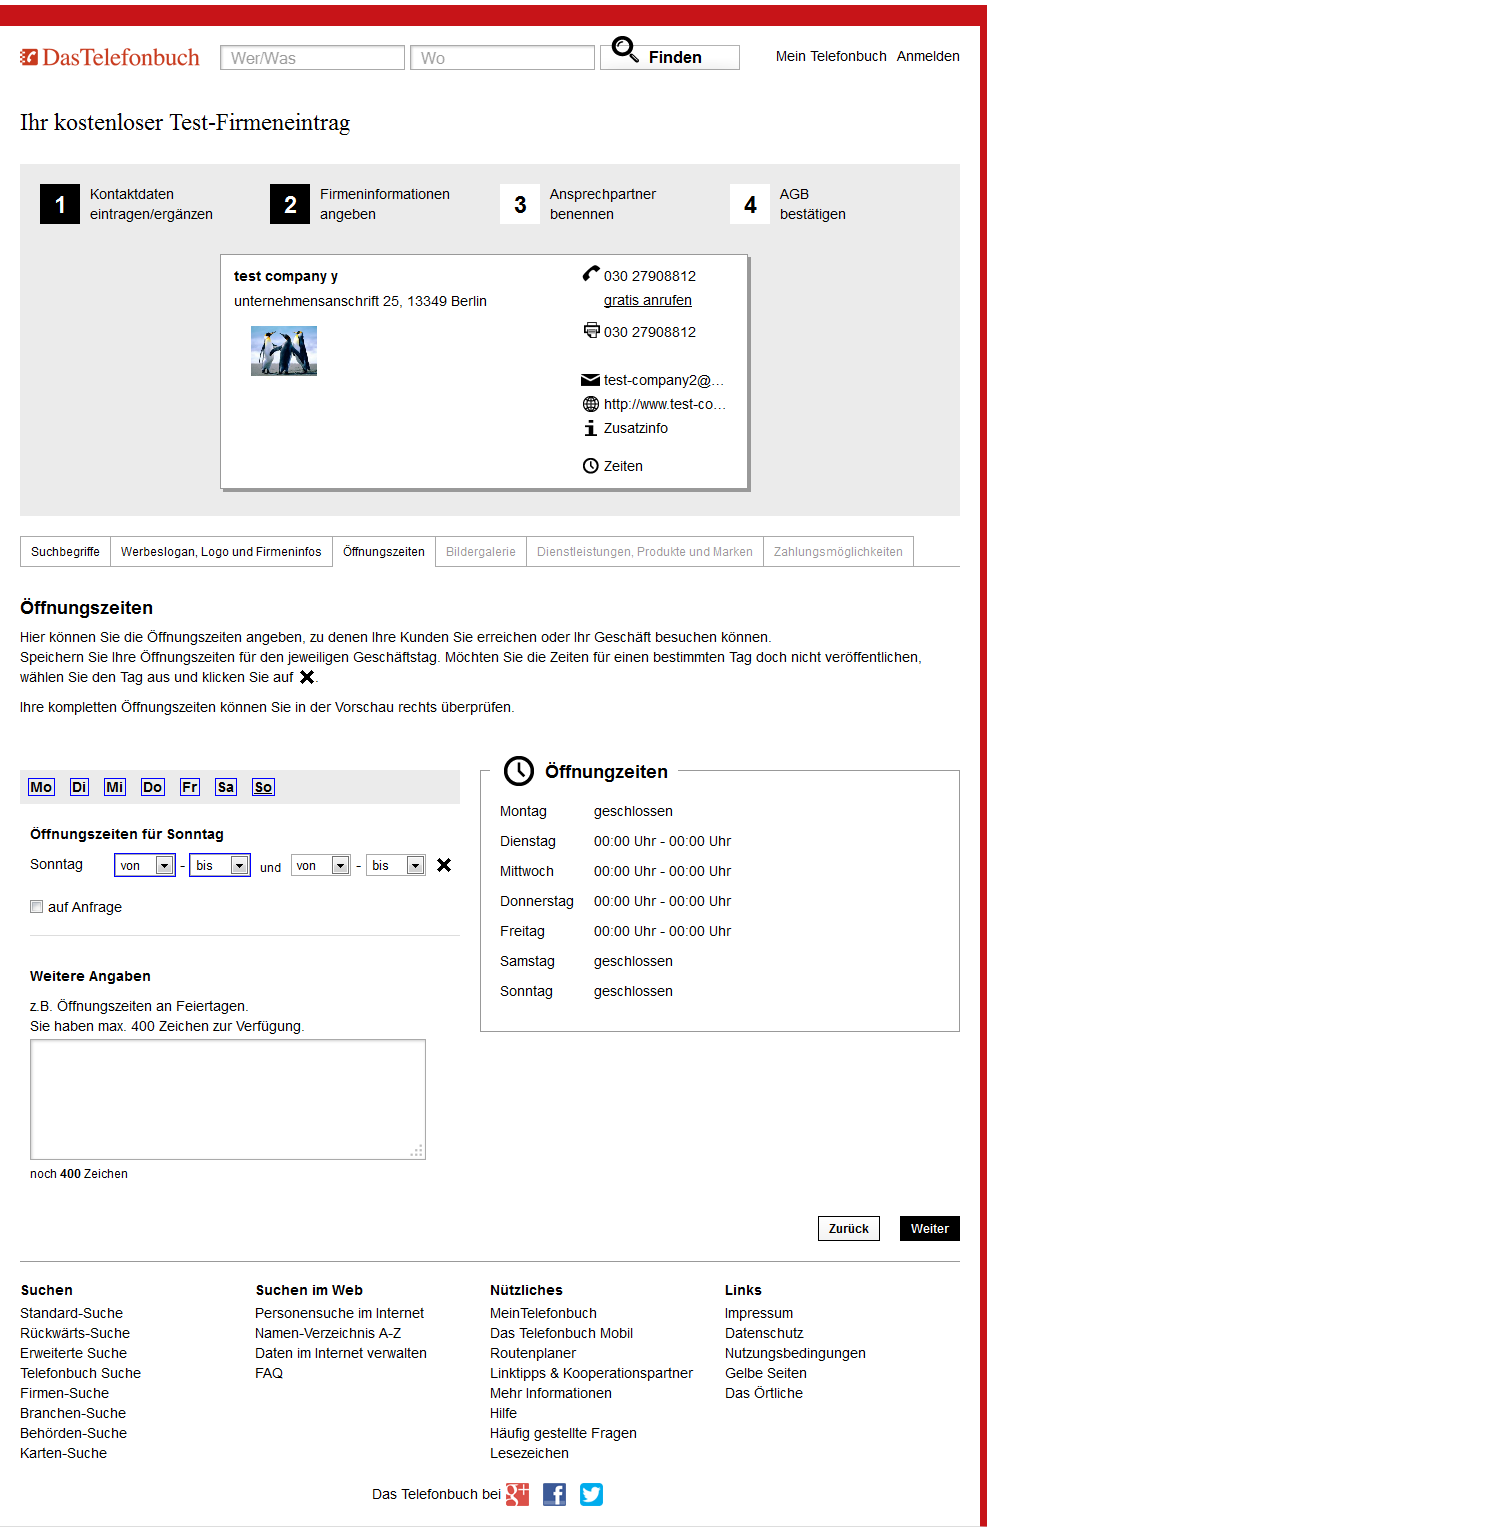 DasTelefonbuch Wer/Was Wo Finden Mein Telefonbuch Anmelden
Ihr kostenloser Test-Firmeneintrag
1 Kontaktdaten eintragen/ergänzen
2 Firmeninformationen angeben
3 Ansprechpartner benennen
4 AGB bestätigen
test company y
unternehmensanschrift 25, 13349 Berlin
030 27908812
gratis anrufen
030 27908812
test-company2@...
http://www.test-co...
Zusatzinfo
Zeiten
Suchbegriffe Werbeslogan, Logo und Firmeninfos Öffnungszeiten Bildergalerie Dienstleistungen, Produkte und Marken Zahlungsmöglichkeiten
Öffnungszeiten
Hier können Sie die Öffnungszeiten angeben, zu denen Ihre Kunden Sie erreichen oder Ihr Geschäft besuchen können.
Speichern Sie Ihre Öffnungszeiten für den jeweiligen Geschäftstag. Möchten Sie die Zeiten für einen bestimmten Tag doch nicht veröffentlichen,
wählen Sie den Tag aus und klicken Sie auf ✖.
Ihre kompletten Öffnungszeiten können Sie in der Vorschau rechts überprüfen.
Mo Di Mi Do Fr Sa So
Öffnungszeiten für Sonntag
Sonntag von - bis und von - bis
auf Anfrage
Weitere Angaben
z.B. Öffnungszeiten an Feiertagen.
Sie haben max. 400 Zeichen zur Verfügung.
noch 400 Zeichen
Öffnungzeiten
Montag geschlossen
Dienstag 00:00 Uhr - 00:00 Uhr
Mittwoch 00:00 Uhr - 00:00 Uhr
Donnerstag 00:00 Uhr - 00:00 Uhr
Freitag 00:00 Uhr - 00:00 Uhr
Samstag geschlossen
Sonntag geschlossen
Zurück Weiter
Suchen
Standard-Suche
Rückwärts-Suche
Erweiterte Suche
Telefonbuch Suche
Firmen-Suche
Branchen-Suche
Behörden-Suche
Karten-Suche
Suchen im Web
Personensuche im Internet
Namen-Verzeichnis A-Z
Daten im Internet verwalten
FAQ
Nützliches
MeinTelefonbuch
Das Telefonbuch Mobil
Routenplaner
Linktipps & Kooperationspartner
Mehr Informationen
Hilfe
Häufig gestellte Fragen
Lesezeichen
Links
Impressum
Datenschutz
Nutzungsbedingungen
Gelbe Seiten
Das Örtliche
Das Telefonbuch bei